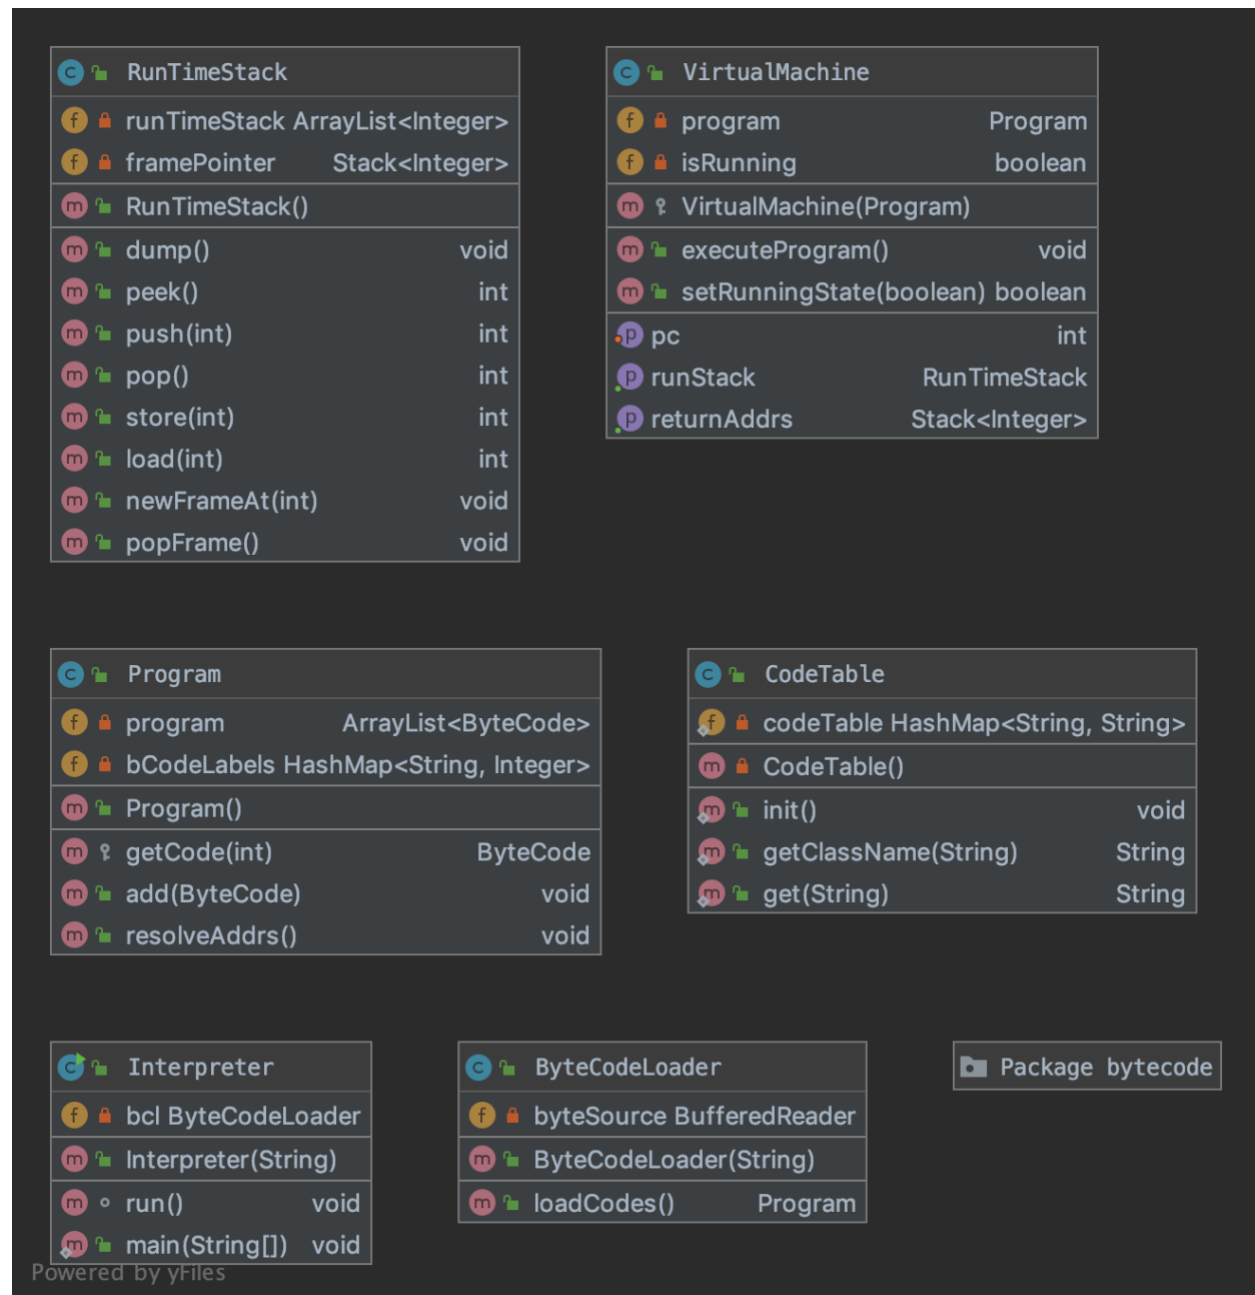 RunTimeStack
runTimeStack ArrayList<Integer>
framePointer Stack<Integer>
RunTimeStack()
dump() void
peek() int
push(int) int
pop() int
store(int) int
load(int) int
newFrameAt(int) void
popFrame() void
VirtualMachine
program Program
isRunning boolean
VirtualMachine(Program)
executeProgram() void
setRunningState(boolean) boolean
pc int
runStack RunTimeStack
returnAddrs Stack<Integer>
Program
program ArrayList<ByteCode>
bCodeLabels HashMap<String, Integer>
Program()
getCode(int) ByteCode
add(ByteCode) void
resolveAddrs() void
CodeTable
codeTable HashMap<String, String>
CodeTable()
init() void
getClassName(String) String
get(String) String
Interpreter
bcl ByteCodeLoader
Interpreter(String)
run() void
main(String[]) void
ByteCodeLoader
byteSource BufferedReader
ByteCodeLoader(String)
loadCodes() Program
Package bytecode
Powered by yFiles